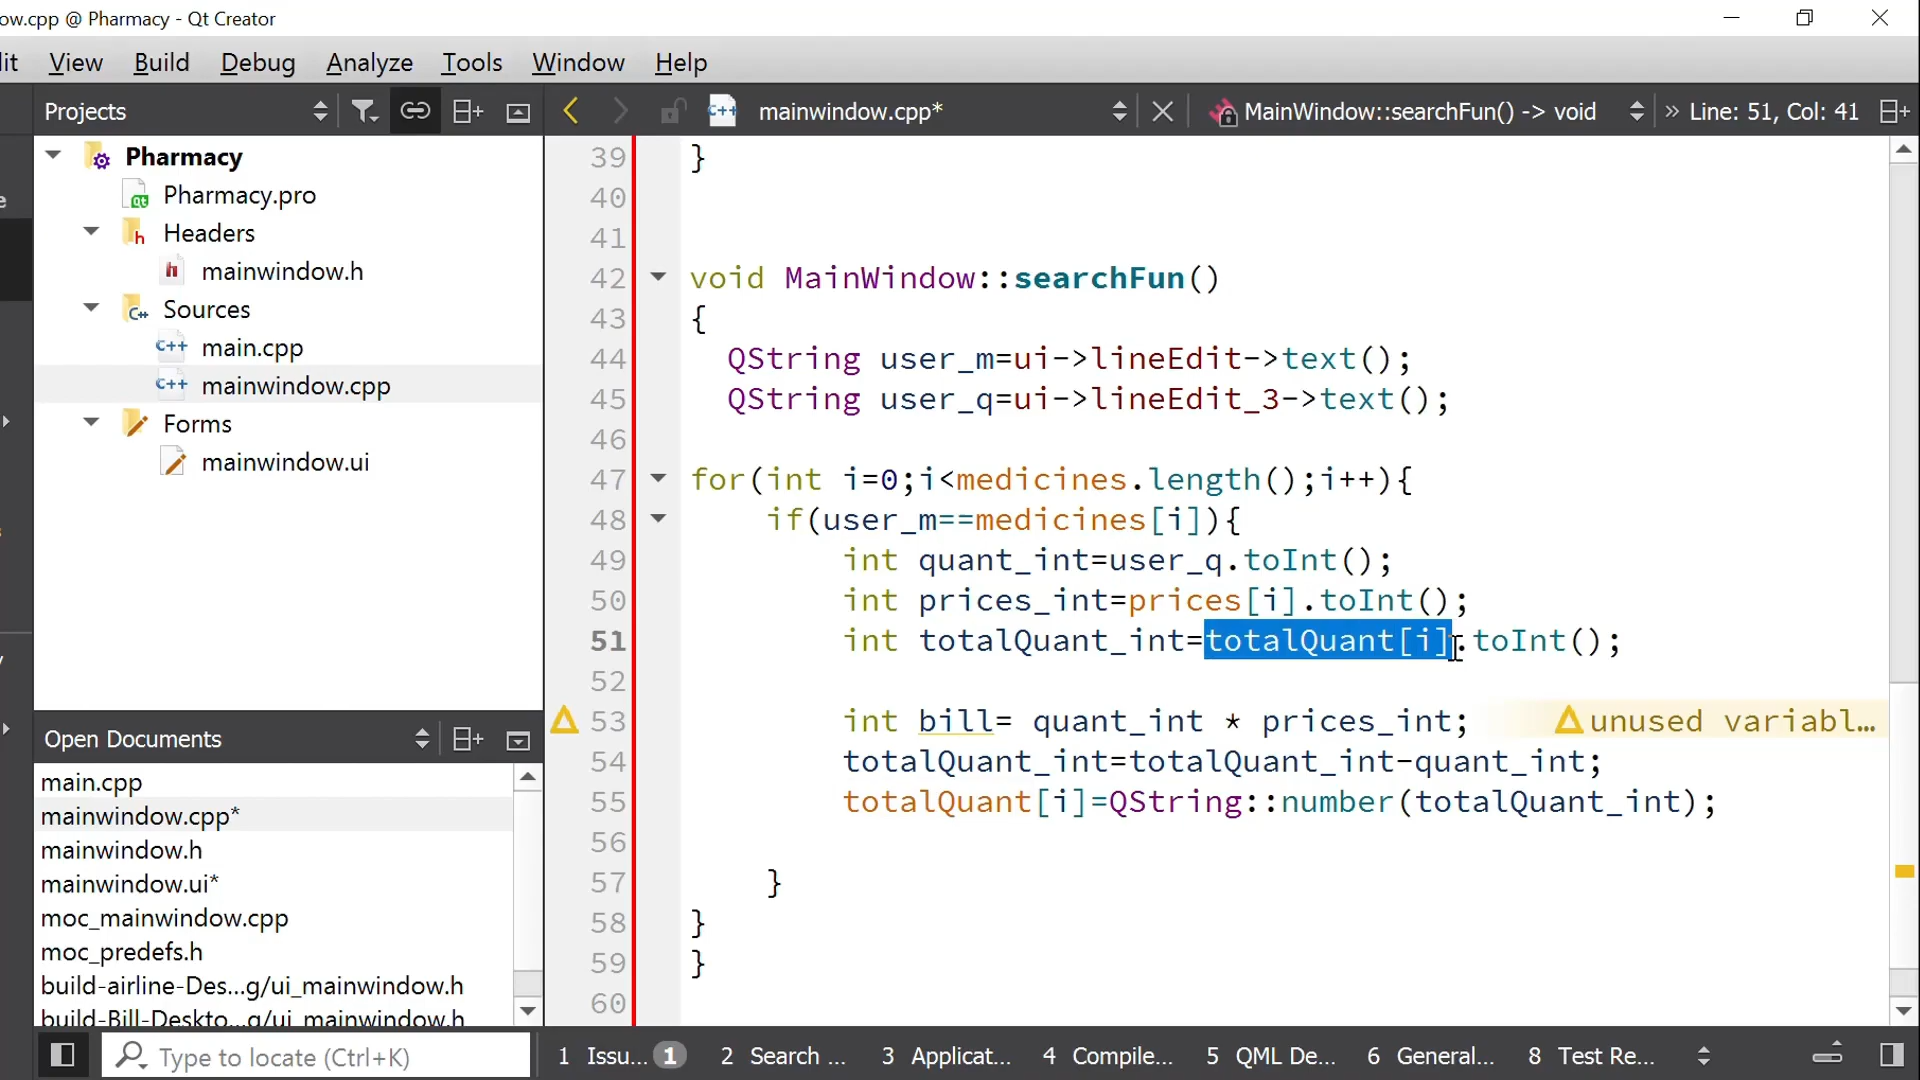 ow.cpp @ Pharmacy - Qt Creator
it View Build Debug Analyze Tools Window Help
Projects
mainwindow.cpp*
MainWindow::searchFun() -> void
» Line: 51, Col: 41
Pharmacy
Pharmacy.pro
Headers
mainwindow.h
Sources
main.cpp
mainwindow.cpp
Forms
mainwindow.ui
Open Documents
main.cpp
mainwindow.cpp*
mainwindow.h
mainwindow.ui*
moc_mainwindow.cpp
moc_predefs.h
build-airline-Des...g/ui_mainwindow.h
build-Bill-Deskto...g/ui_mainwindow.h
39 }
40
41
42 void MainWindow::searchFun()
43 {
44 QString user_m=ui->lineEdit->text();
45 QString user_q=ui->lineEdit_3->text();
46
47 for(int i=0;i<medicines.length();i++){
48 if(user_m==medicines[i]){
49 int quant_int=user_q.toInt();
50 int prices_int=prices[i].toInt();
51 int totalQuant_int=totalQuant[i].toInt();
52
53 int bill= quant_int * prices_int; unused variabl...
54 totalQuant_int=totalQuant_int-quant_int;
55 totalQuant[i]=QString::number(totalQuant_int);
56
57 }
58 }
59 }
60
Type to locate (Ctrl+K)
1 Issu... 1 2 Search ... 3 Applicat... 4 Compile... 5 QML De... 6 General... 8 Test Re...